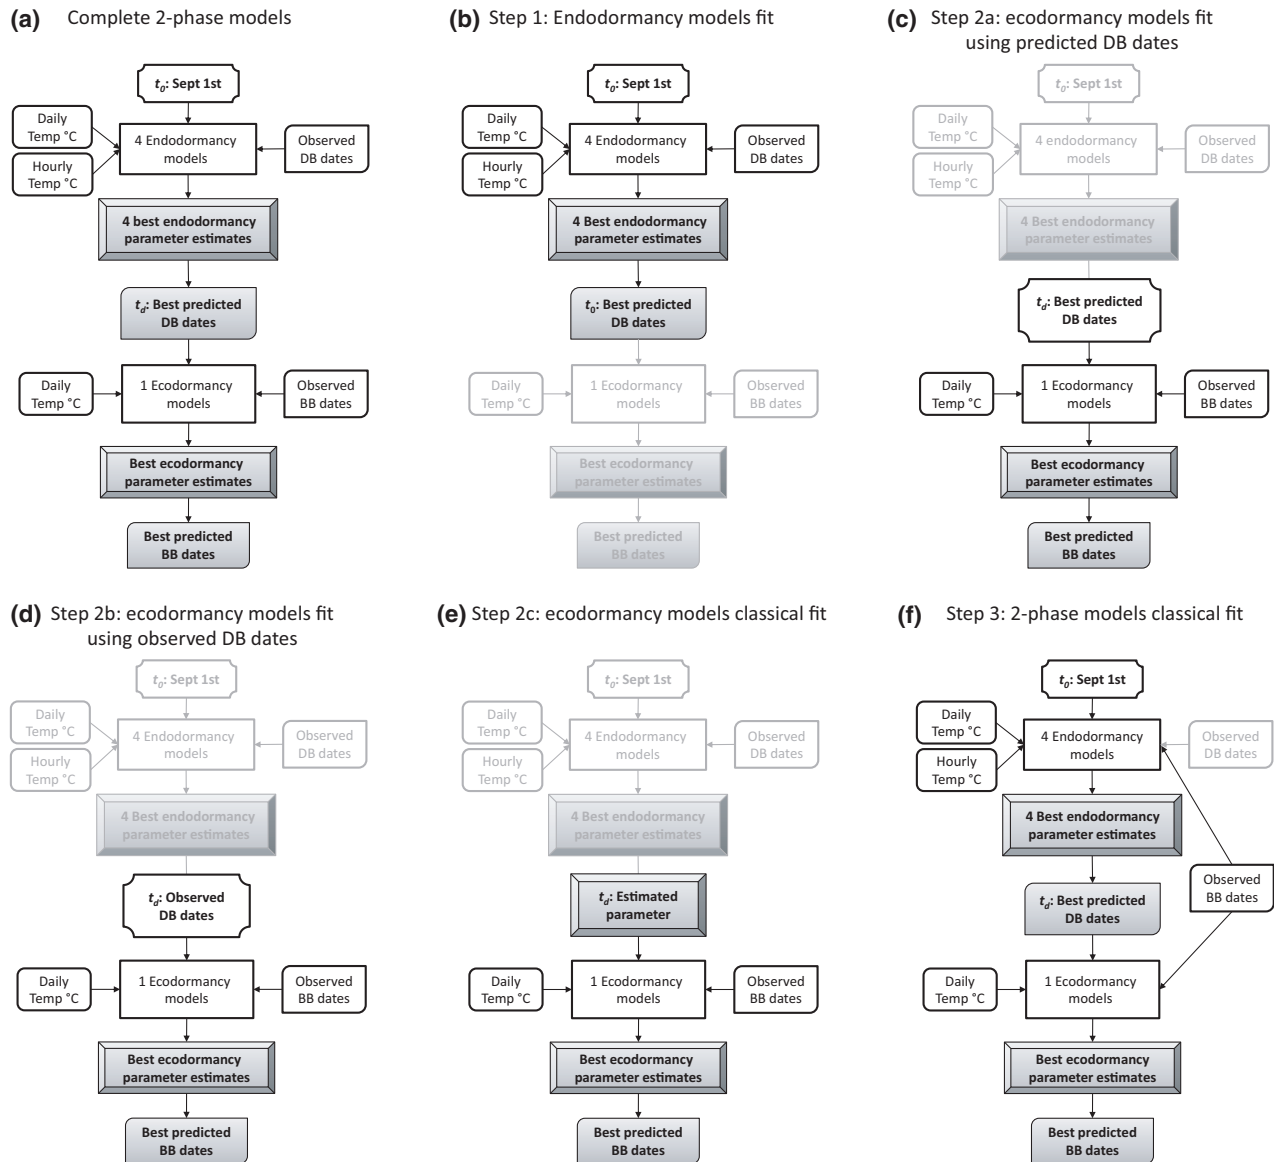 (a) Complete 2-phase models
t0: Sept 1st
Daily
Temp °C
Hourly
Temp °C
4 Endodormancy
models
Observed
DB dates
4 best endodormancy
parameter estimates
td: Best predicted
DB dates
Daily
Temp °C
1 Ecodormancy
models
Observed
BB dates
Best ecodormancy
parameter estimates
Best predicted
BB dates
(b) Step 1: Endodormancy models fit
t0: Sept 1st
Daily
Temp °C
Hourly
Temp °C
4 Endodormancy
models
Observed
DB dates
4 Best endodormancy
parameter estimates
t0: Best predicted
DB dates
Daily
Temp °C
1 Ecodormancy
models
Observed
BB dates
Best ecodormancy
parameter estimates
Best predicted
BB dates
(c) Step 2a: ecodormancy models fit
using predicted DB dates
t0: Sept 1st
Daily
Temp °C
Hourly
Temp °C
4 endodormancy
models
Observed
DB dates
4 Best endodormancy
parameter estimates
td: Best predicted
DB dates
Daily
Temp °C
1 Ecodormancy
models
Observed
BB dates
Best ecodormancy
parameter estimates
Best predicted
BB dates
(d) Step 2b: ecodormancy models fit
using observed DB dates
t0: Sept 1st
Daily
Temp °C
Hourly
Temp °C
4 Endodormancy
models
Observed
DB dates
4 Best endodormancy
parameter estimates
td: Observed
DB dates
Daily
Temp °C
1 Ecodormancy
models
Observed
BB dates
Best ecodormancy
parameter estimates
Best predicted
BB dates
(e) Step 2c: ecodormancy models classical fit
t0: Sept 1st
Daily
Temp °C
Hourly
Temp °C
4 Endodormancy
models
Observed
DB dates
4 Best endodormancy
parameter estimates
td: Estimated
parameter
Daily
Temp °C
1 Ecodormancy
models
Observed
BB dates
Best ecodormancy
parameter estimates
Best predicted
BB dates
(f) Step 3: 2-phase models classical fit
t0: Sept 1st
Daily
Temp °C
Hourly
Temp °C
4 Endodormancy
models
Observed
DB dates
4 Best endodormancy
parameter estimates
Observed
BB dates
td: Best predicted
DB dates
Daily
Temp °C
1 Ecodormancy
models
Best ecodormancy
parameter estimates
Best predicted
BB dates